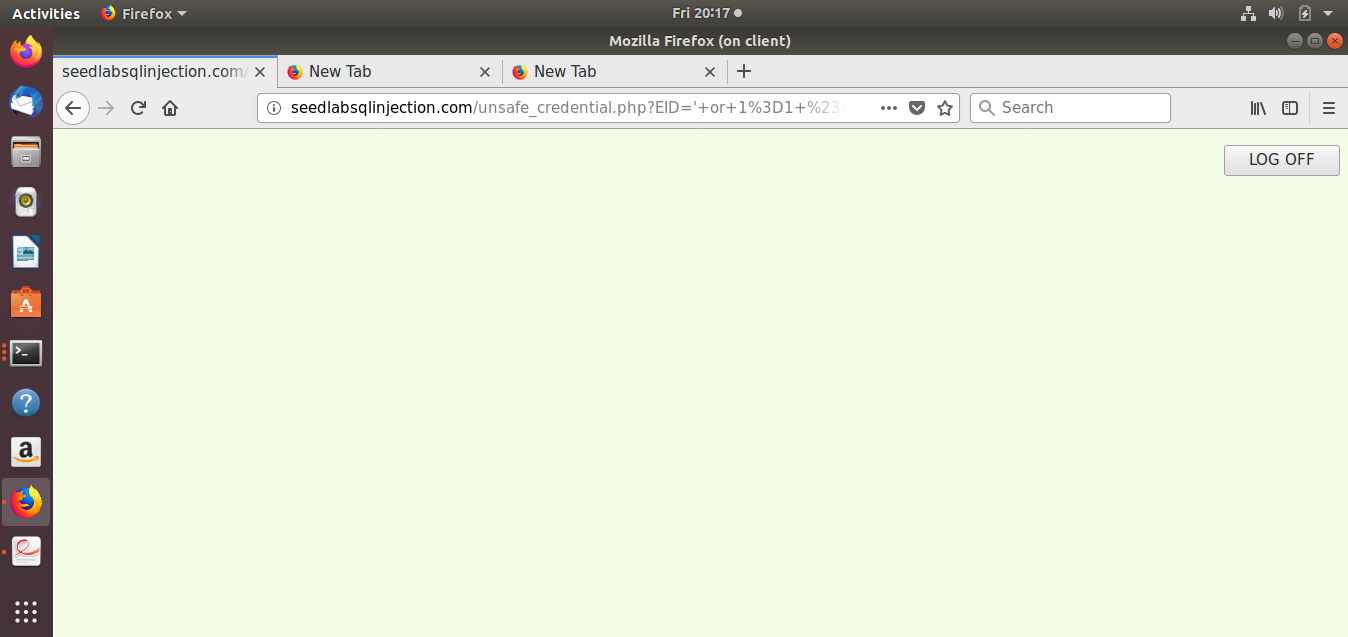 Activities Firefox Fri 20:17
Mozilla Firefox (on client)
seedlabsqlinjection.com/ New Tab New Tab
seedlabsqlinjection.com/unsafe_credential.php?EID='+or+1%3D1+%23 Search
LOG OFF